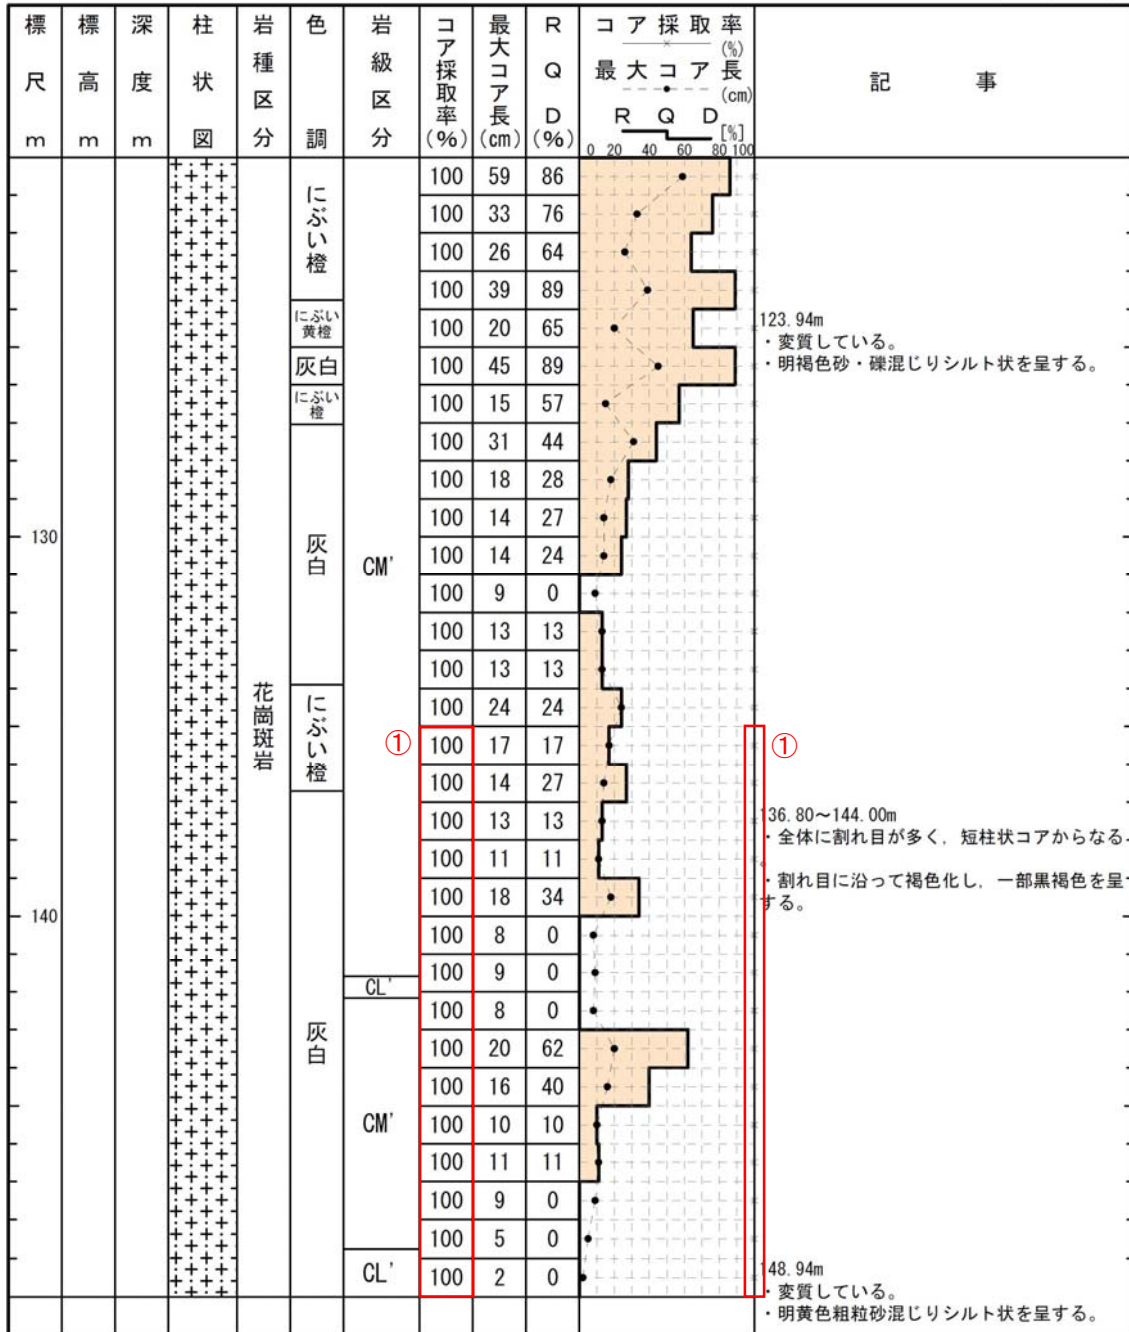 標尺m
標高m
深度m
柱状図
岩種区分
色調
岩級区分
コア採取率(%)
最大コア長(cm)
RQD(%)
コア採取率
(%)
最大コア長
(cm)
RQD
[%]
0 20 40 60 80 100
記事
100 59 86
100 33 76
100 26 64
100 39 89
100 20 65
100 45 89
100 15 57
100 31 44
100 18 28
100 14 27
100 14 24
100 9 0
100 13 13
100 13 13
100 24 24
100 17 17
100 14 27
100 13 13
100 11 11
100 18 34
100 8 0
100 9 0
100 8 0
100 20 62
100 16 40
100 10 10
100 11 11
100 9 0
100 5 0
100 2 0
130
140
花崗斑岩
にぶい橙
にぶい
黄橙
灰白
にぶい
橙
灰白
にぶい橙
灰白
CM'
CL'
CM'
CL'
①
①
123.94m
・変質している。
・明褐色砂・礫混じりシルト状を呈する。
136.80～144.00m
・全体に割れ目が多く，短柱状コアからなる
。
・割れ目に沿って褐色化し，一部黒褐色を呈
する。
148.94m
・変質している。
・明黄色粗粒砂混じりシルト状を呈する。